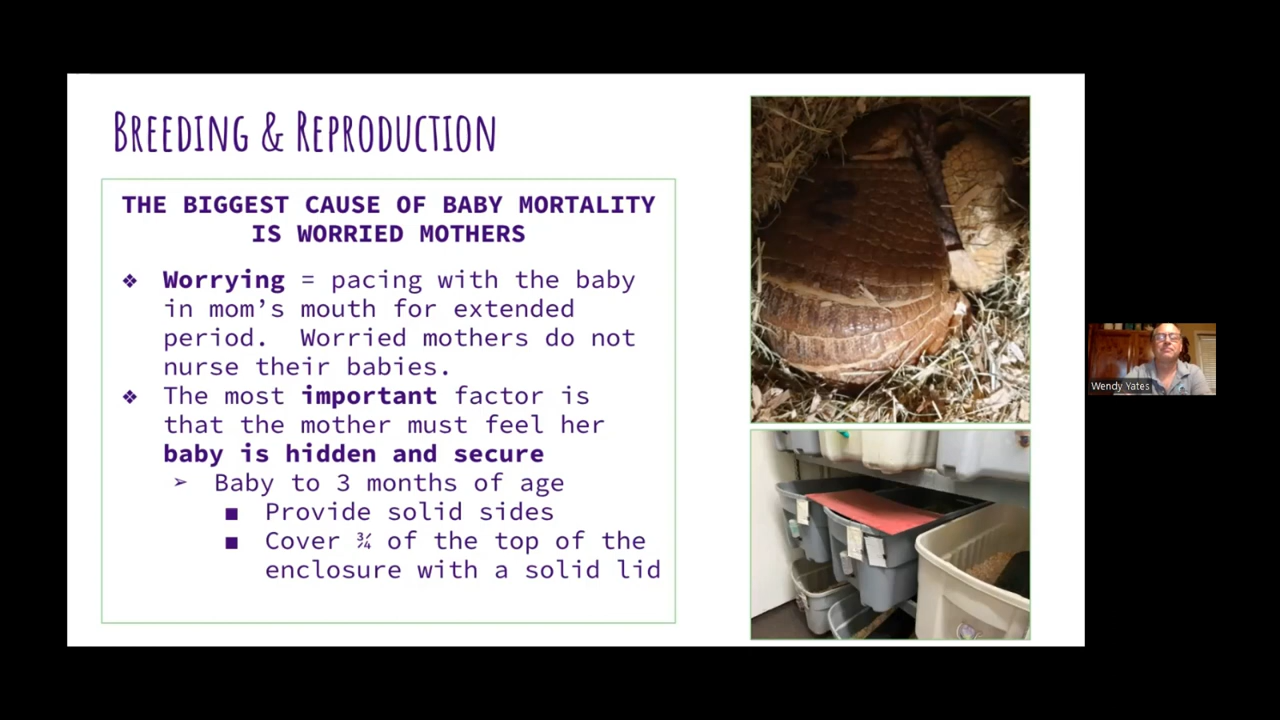 Breeding & Reproduction
THE BIGGEST CAUSE OF BABY MORTALITY
IS WORRIED MOTHERS
❖ Worrying = pacing with the baby
in mom’s mouth for extended
period.  Worried mothers do not
nurse their babies.
❖ The most important factor is
that the mother must feel her
baby is hidden and secure
➢ Baby to 3 months of age
■ Provide solid sides
■ Cover ¾ of the top of the
enclosure with a solid lid
Wendy Yates